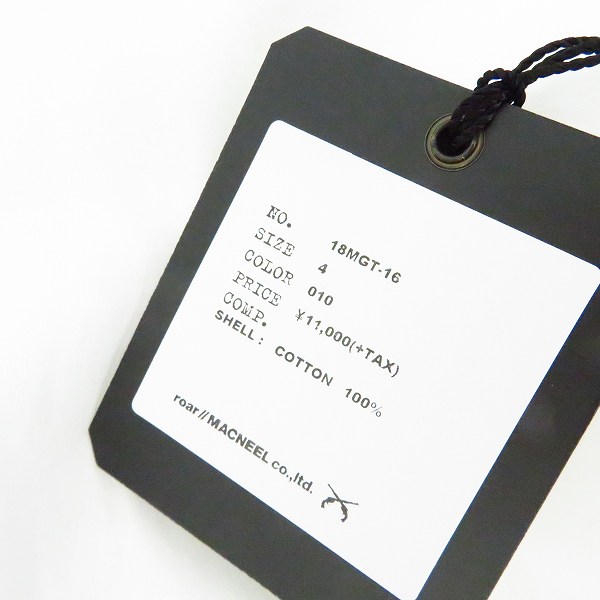 NO. 18MGT-16
SIZE 4
COLOR 010
PRICE ¥11,000(+TAX)
COMP.
SHELL: COTTON 100%
roar//MACNEEL co.,ltd.